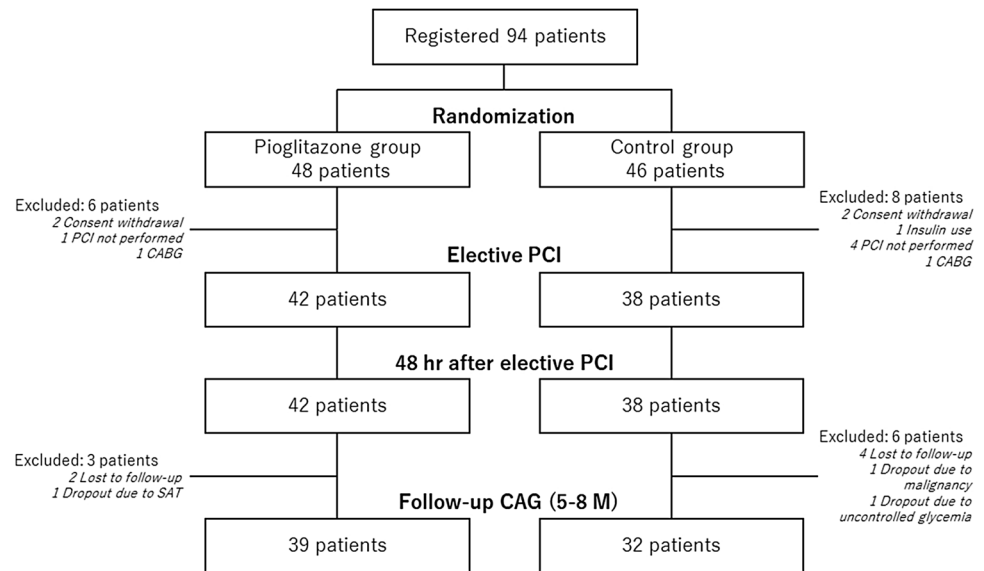 Registered 94 patients
Randomization
Pioglitazone group
48 patients
Control group
46 patients
Excluded: 6 patients
2 Consent withdrawal
1 PCI not performed
1 CABG
Excluded: 8 patients
2 Consent withdrawal
1 Insulin use
4 PCI not performed
1 CABG
Elective PCI
42 patients
38 patients
48 hr after elective PCI
42 patients
38 patients
Excluded: 3 patients
2 Lost to follow-up
1 Dropout due to SAT
Excluded: 6 patients
4 Lost to follow-up
1 Dropout due to
malignancy
1 Dropout due to
uncontrolled glycemia
Follow-up CAG (5-8 M)
39 patients
32 patients